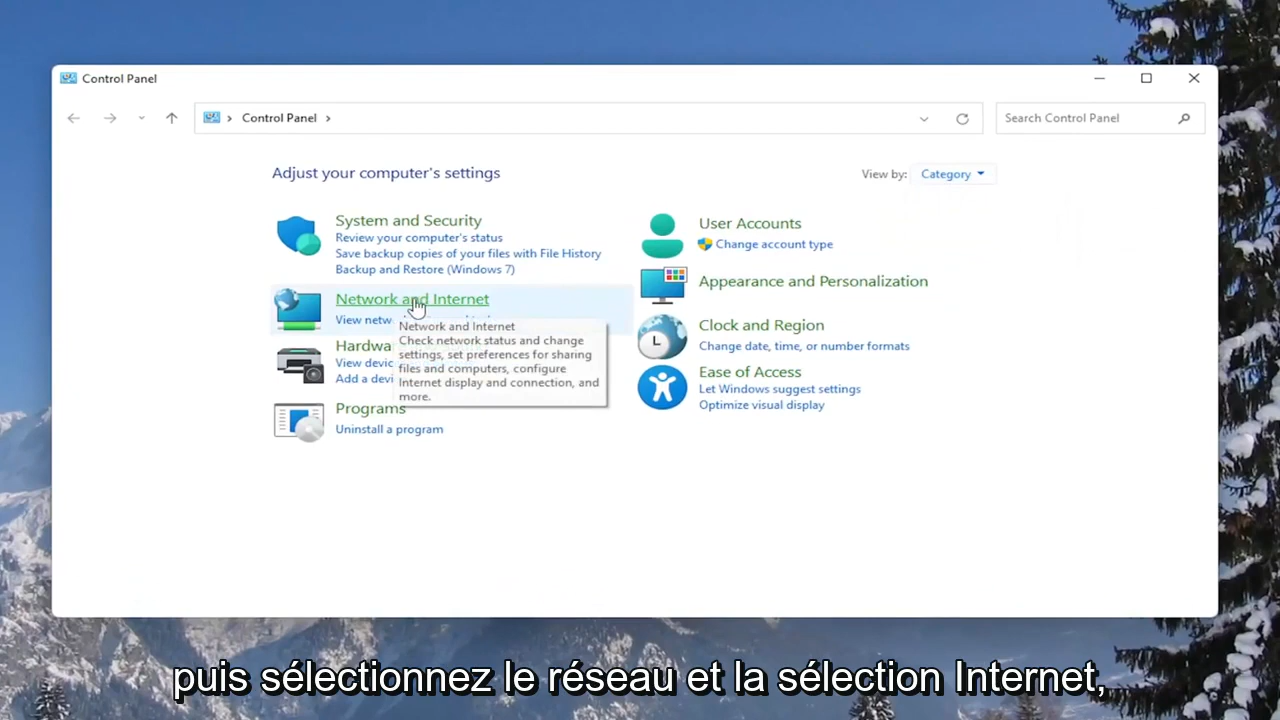 Control Panel
Control Panel
Search Control Panel
Adjust your computer's settings
View by: Category
System and Security
Review your computer's status
Save backup copies of your files with File History
Backup and Restore (Windows 7)
Network and Internet
View netw
Network and Internet
Check network status and change
settings, set preferences for sharing
files and computers, configure
Internet display and connection, and
more.
Hardwa
View devic
Add a devi
Programs
Uninstall a program
User Accounts
Change account type
Appearance and Personalization
Clock and Region
Change date, time, or number formats
Ease of Access
Let Windows suggest settings
Optimize visual display
puis sélectionnez le réseau et la sélection Internet,